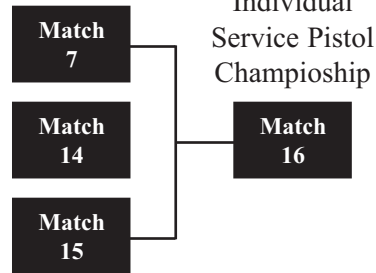 Individual
Service Pistol
Champioship
Match
7
Match
14
Match
16
Match
15